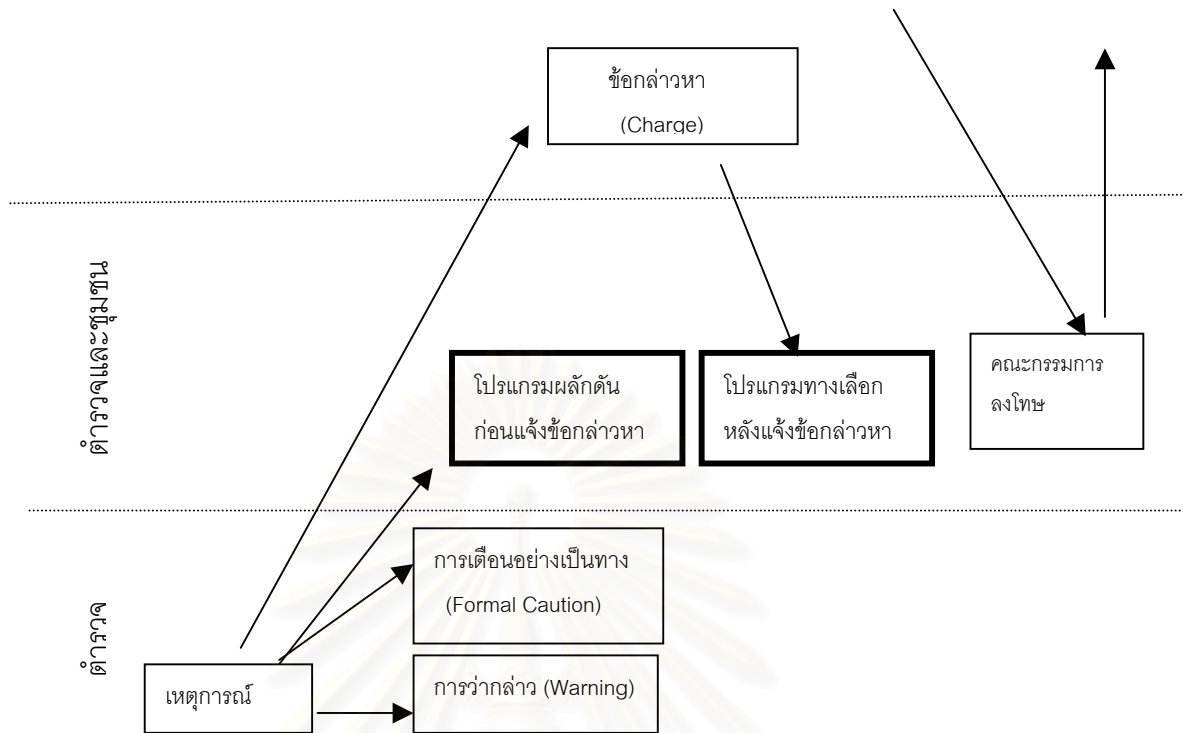 ข้อกล่าวหา
(Charge)
ตำรวจและชุมชน
โปรแกรมผลักดัน
ก่อนแจ้งข้อกล่าวหา
โปรแกรมทางเลือก
หลังแจ้งข้อกล่าวหา
คณะกรรมการ
ลงโทษ
ตำรวจ
การเตือนอย่างเป็นทาง
(Formal Caution)
เหตุการณ์
การว่ากล่าว (Warning)